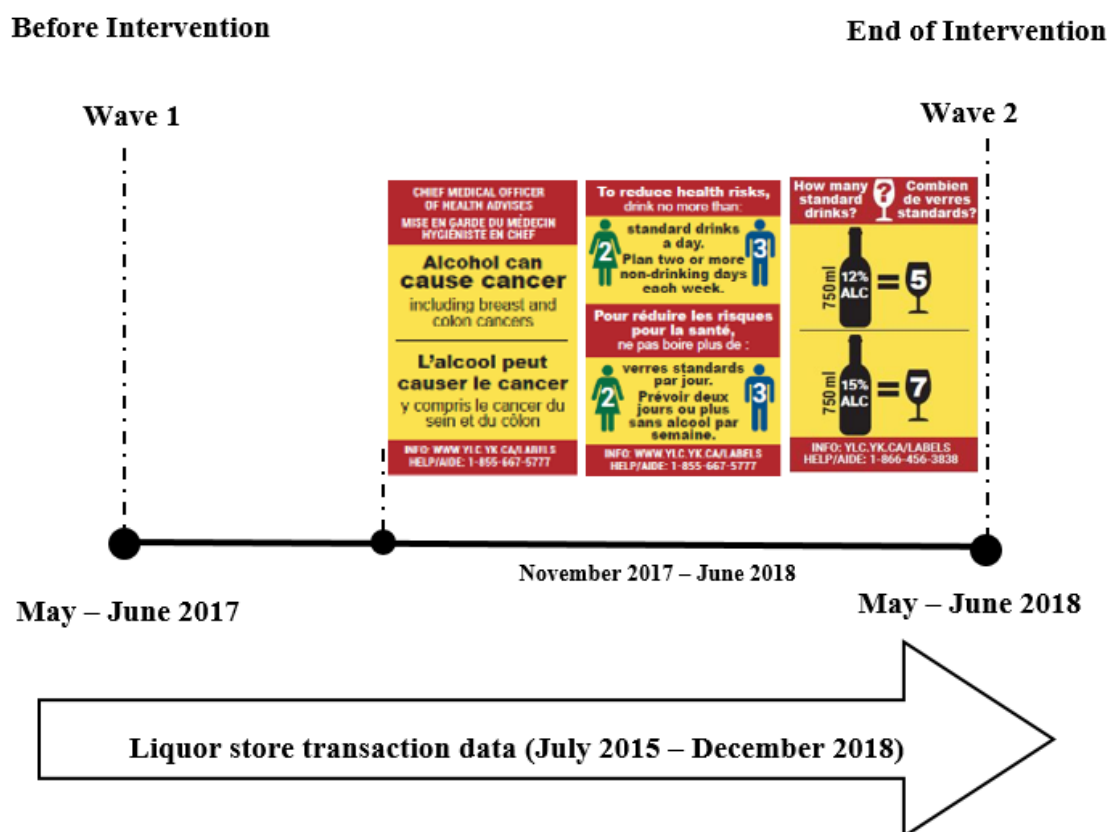 Before Intervention
End of Intervention
Wave 1
Wave 2
CHIEF MEDICAL OFFICER
OF HEALTH ADVISES
MISE EN GARDE DU MÉDECIN
HYGIÉNISTE EN CHEF
Alcohol can
cause cancer
including breast and
colon cancers
L'alcool peut
causer le cancer
y compris le cancer du
sein et du côlon
INFO: WWW.YLC.YK.CA/LABELS
HELP/AIDE: 1-855-667-5777
To reduce health risks,
drink no more than:
2
standard drinks
a day.
Plan two or more
non-drinking days
each week.
3
Pour réduire les risques
pour la santé,
ne pas boire plus de :
2
verres standards
par jour.
Prévoir deux
jours ou plus
sans alcool par
semaine.
3
INFO: WWW.YLC.YK.CA/LABELS
HELP/AIDE: 1-855-667-5777
How many
standard
drinks?
?
Combien
de verres
standards?
750 ml
12%
ALC
=
5
750 ml
15%
ALC
=
7
INFO: YLC.YK.CA/LABELS
HELP/AIDE: 1-866-456-3838
November 2017 – June 2018
May – June 2017
May – June 2018
Liquor store transaction data (July 2015 – December 2018)